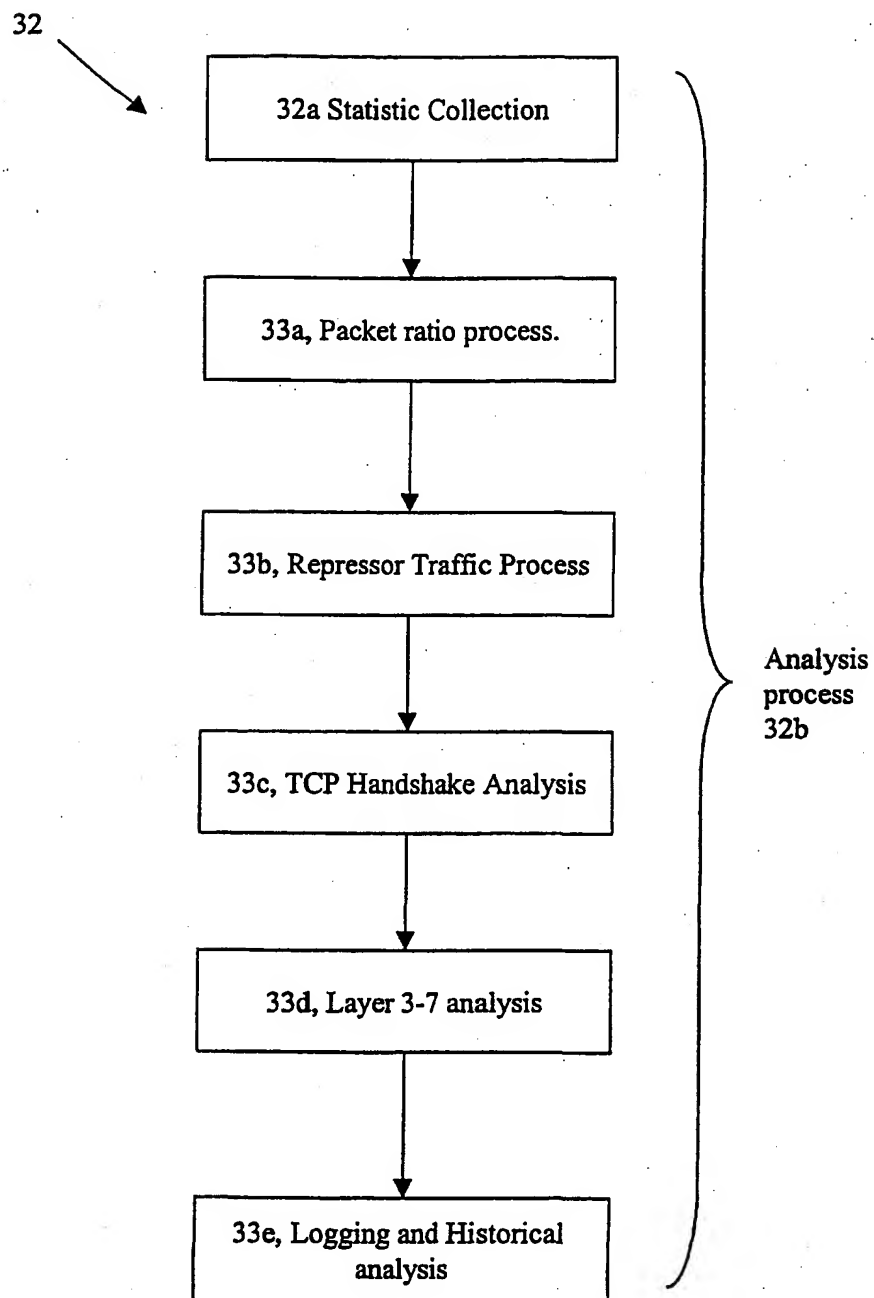 32
32a Statistic Collection
33a, Packet ratio process.
33b, Repressor Traffic Process
33c, TCP Handshake Analysis
33d, Layer 3-7 analysis
33e, Logging and Historical
analysis
Analysis
process
32b